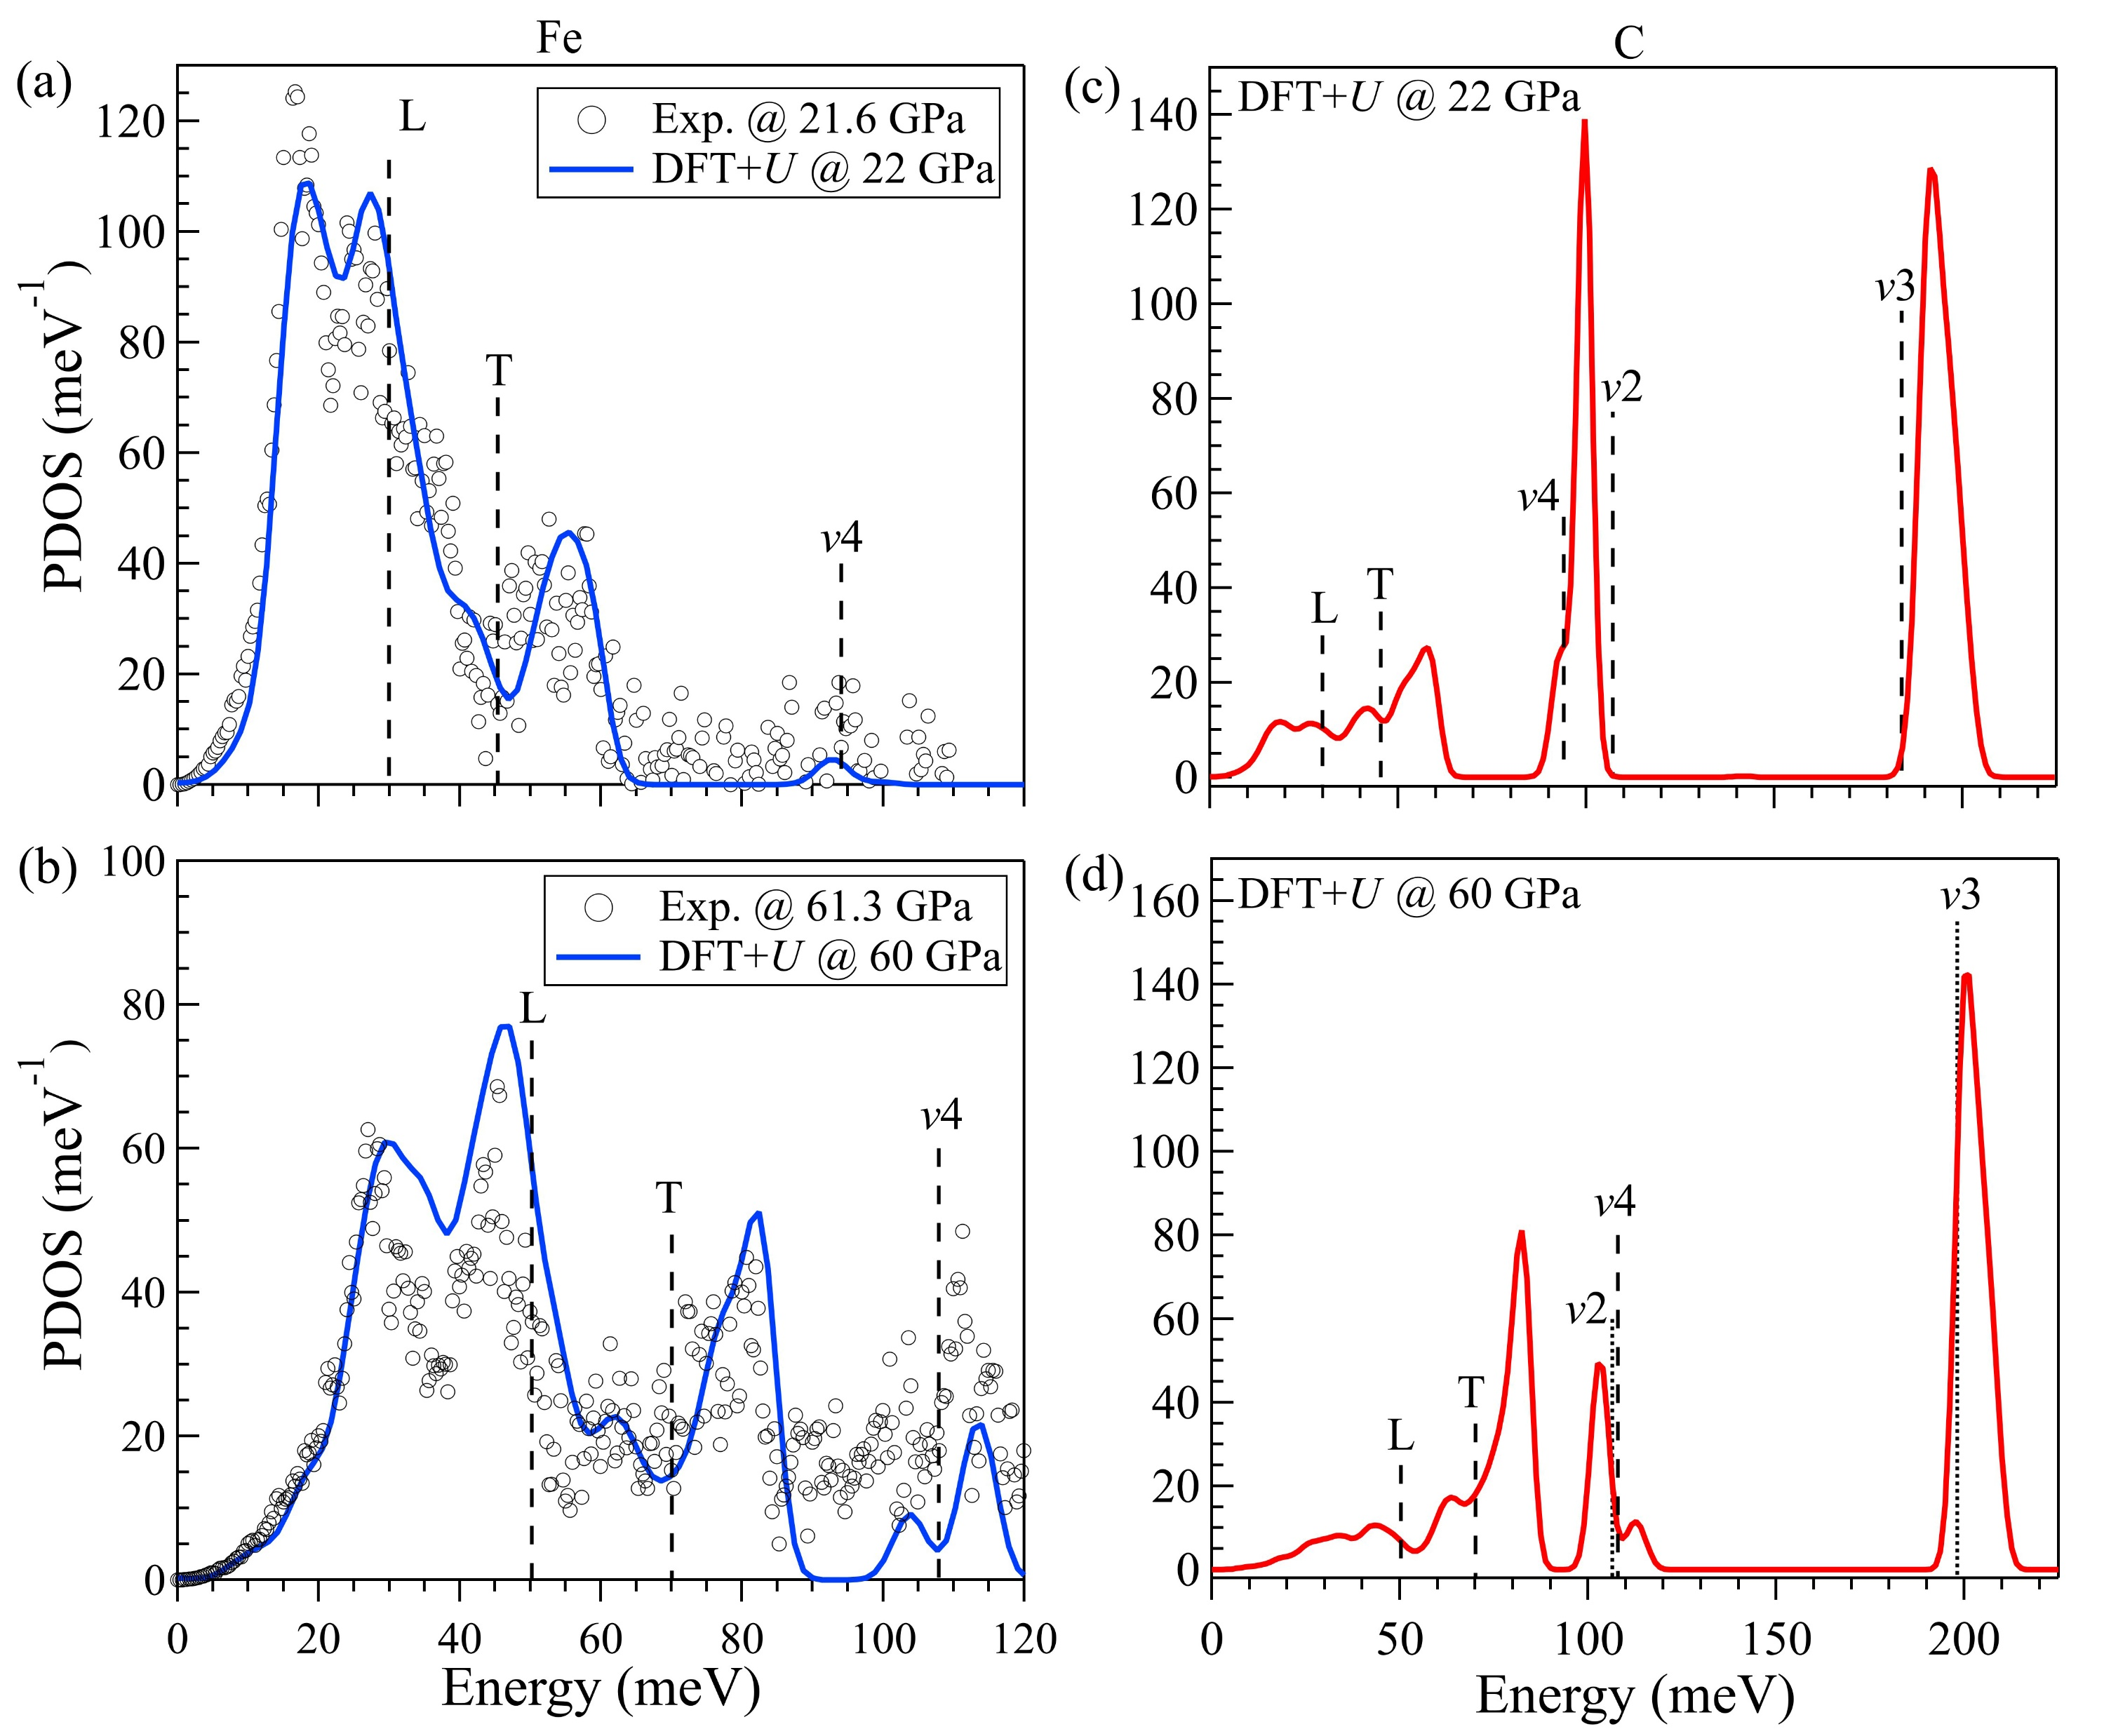 Fe
(a)
120
100
80
60
40
20
0
PDOS (meV⁻¹)
L
T
v4
Exp. @ 21.6 GPa
DFT+U @ 22 GPa
(b)
100
80
60
40
20
0
PDOS (meV⁻¹)
L
T
v4
Exp. @ 61.3 GPa
DFT+U @ 60 GPa
0 20 40 60 80 100 120
Energy (meV)
C
(c)
DFT+U @ 22 GPa
140
120
100
80
60
40
20
0
L
T
v4
v2
v3
(d)
DFT+U @ 60 GPa
160
140
120
100
80
60
40
20
0
L
T
v2
v4
v3
0 50 100 150 200
Energy (meV)